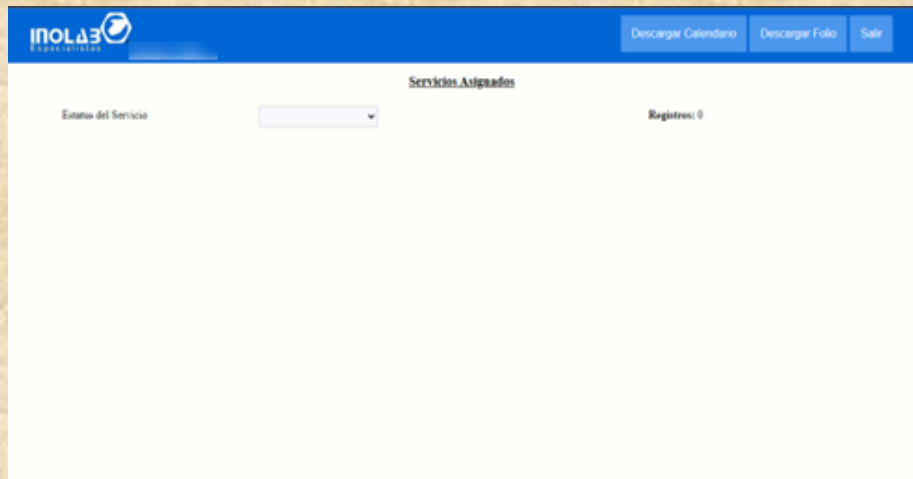 INOLAB
Especialistas
Descargar Calendario
Descargar Folio
Salir
Servicios Asignados
Estatus del Servicio
Registros: 0